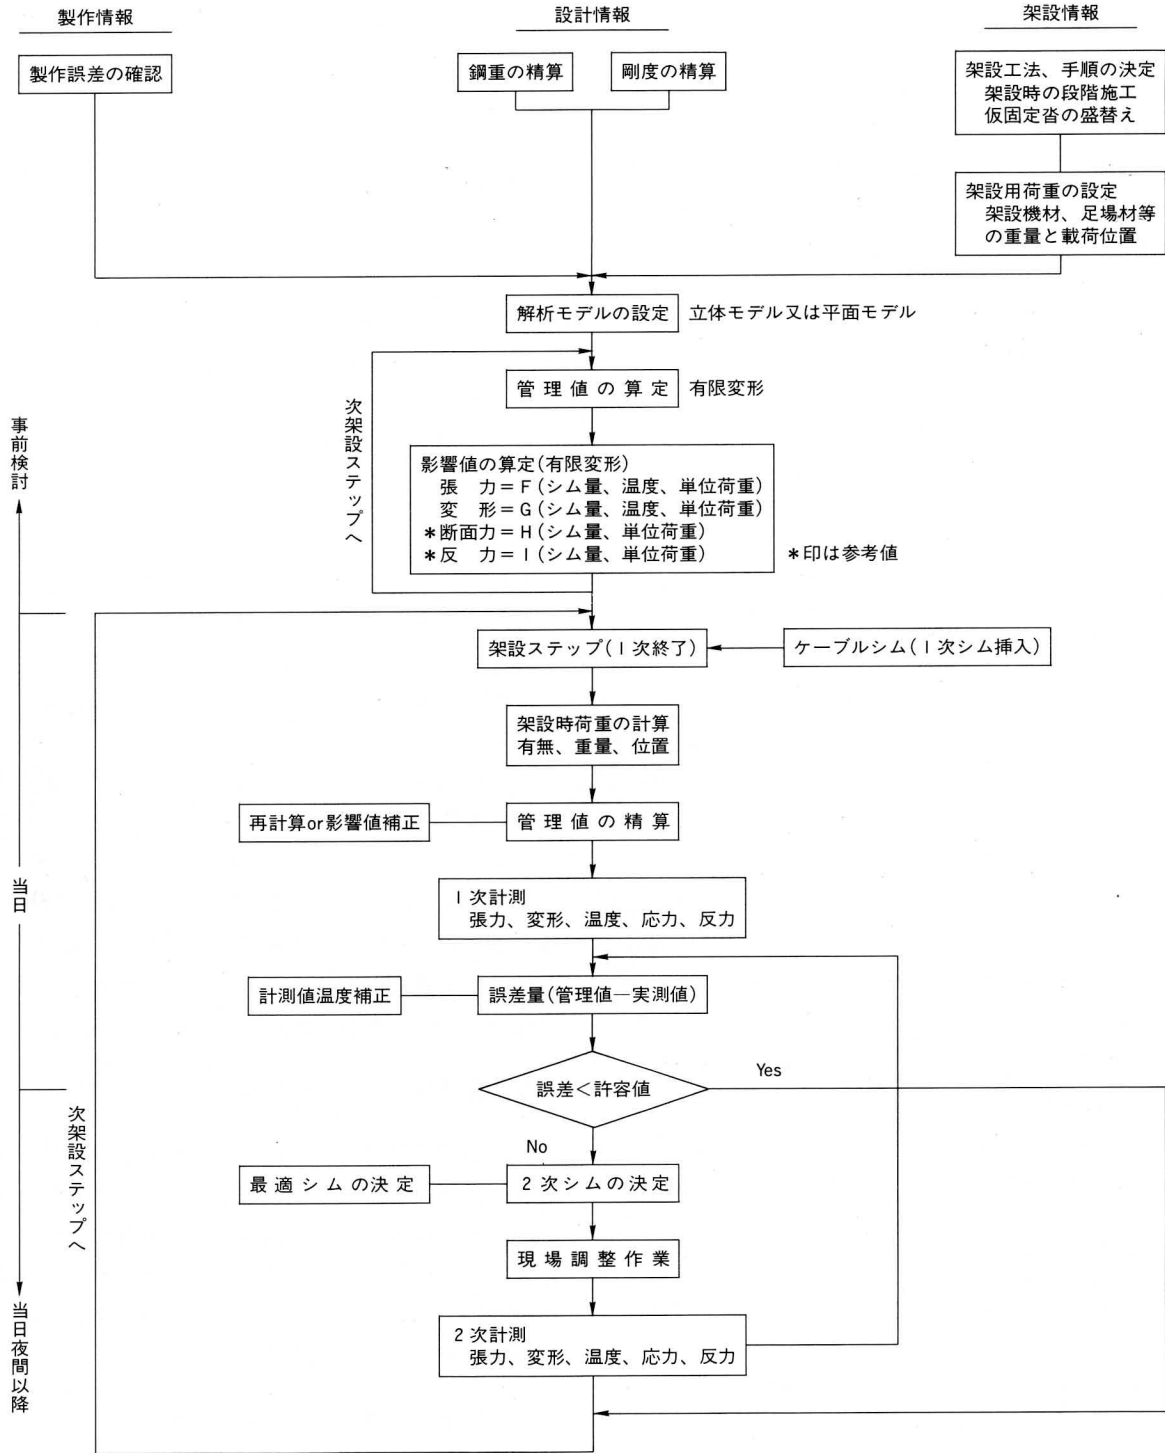 製作情報
設計情報
架設情報
製作誤差の確認
鋼重の精算
剛度の精算
架設工法、手順の決定
架設時の段階施工
仮固定沓の盛替え
架設用荷重の設定
架設機材、足場材等
の重量と載荷位置
解析モデルの設定
立体モデル又は平面モデル
管理値の算定
有限変形
次架設ステップへ
影響値の算定(有限変形)
張 力=F(シム量、温度、単位荷重)
変 形=G(シム量、温度、単位荷重)
*断面力=H(シム量、単位荷重)
*反 力=I(シム量、単位荷重)
*印は参考値
事前検討
架設ステップ(1次終了)
ケーブルシム(1次シム挿入)
架設時荷重の計算
有無、重量、位置
再計算or影響値補正
管理値の精算
当日
1次計測
張力、変形、温度、応力、反力
計測値温度補正
誤差量(管理値—実測値)
誤差<許容値
Yes
No
次架設ステップへ
最適シムの決定
2次シムの決定
現場調整作業
2次計測
張力、変形、温度、応力、反力
当日夜間以降